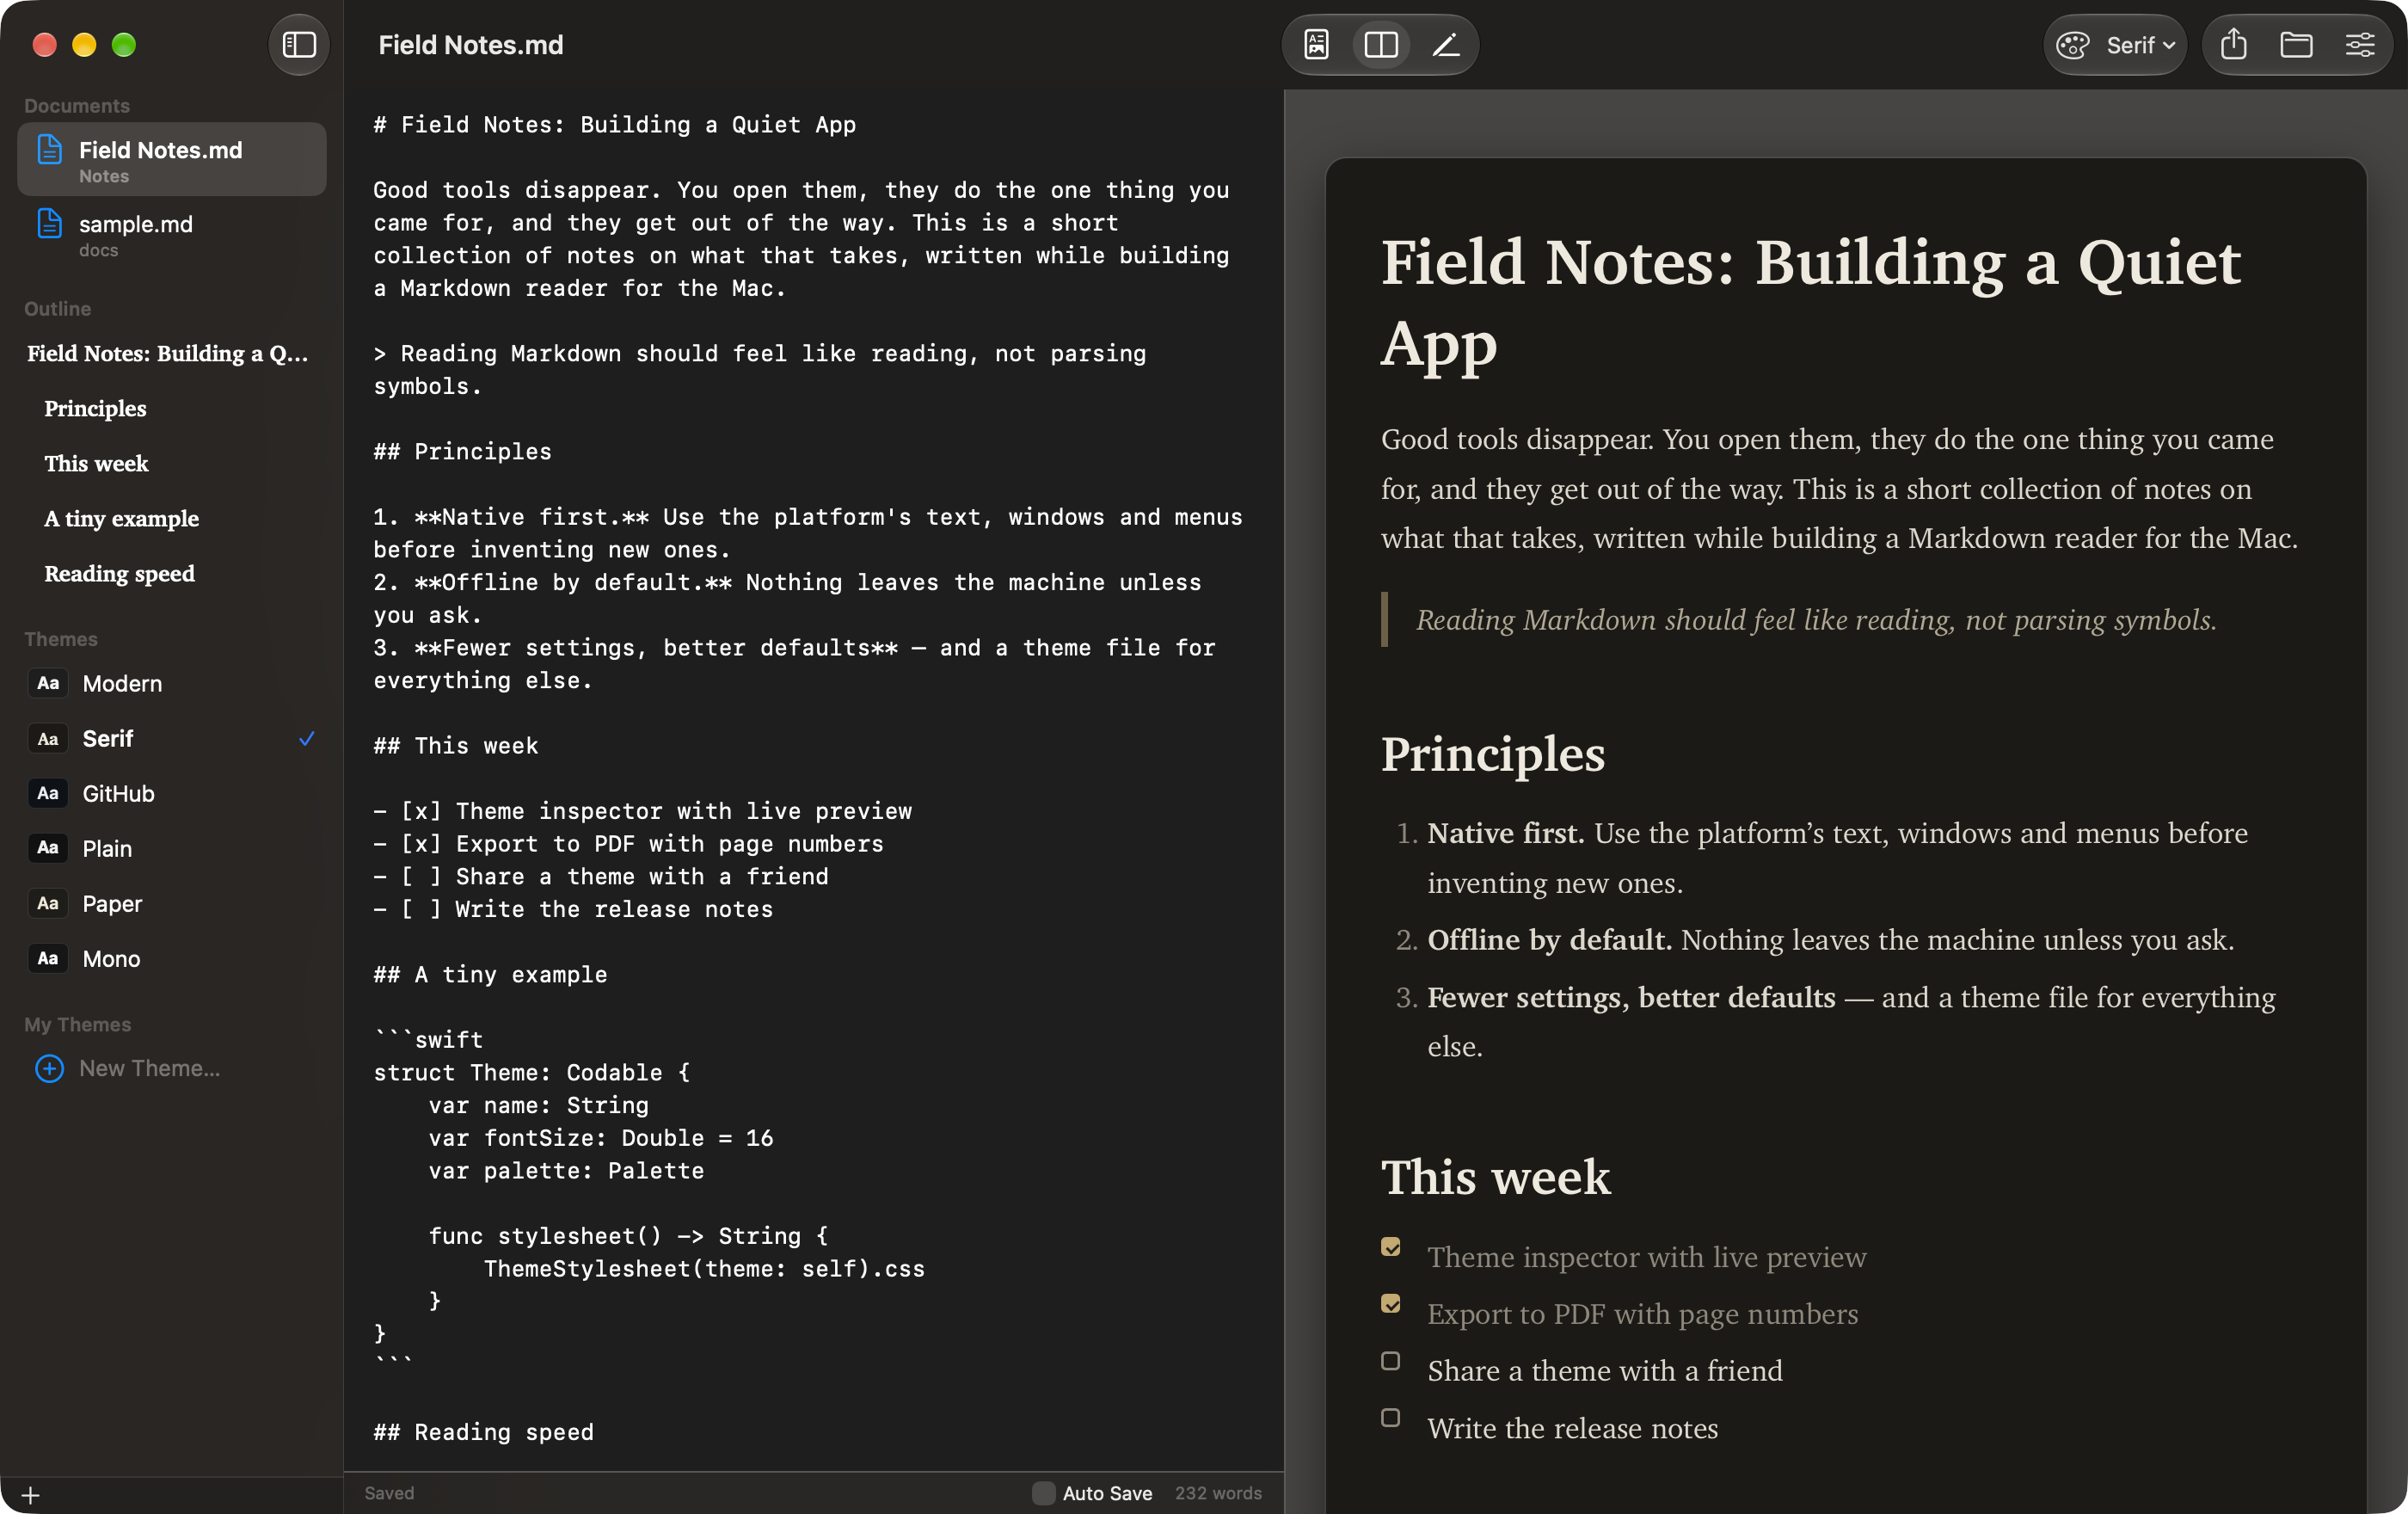 Field Notes.md
Serif
Documents
Field Notes.md
Notes
sample.md
docs
Outline
Field Notes: Building a Q...
Principles
This week
A tiny example
Reading speed
Themes
Aa Modern
Aa Serif
Aa GitHub
Aa Plain
Aa Paper
Aa Mono
My Themes
New Theme...
# Field Notes: Building a Quiet App
Good tools disappear. You open them, they do the one thing you
came for, and they get out of the way. This is a short
collection of notes on what that takes, written while building
a Markdown reader for the Mac.
> Reading Markdown should feel like reading, not parsing
symbols.
## Principles
1. **Native first.** Use the platform's text, windows and menus
before inventing new ones.
2. **Offline by default.** Nothing leaves the machine unless
you ask.
3. **Fewer settings, better defaults** — and a theme file for
everything else.
## This week
- [x] Theme inspector with live preview
- [x] Export to PDF with page numbers
- [ ] Share a theme with a friend
- [ ] Write the release notes
## A tiny example
```swift
struct Theme: Codable {
    var name: String
    var fontSize: Double = 16
    var palette: Palette
    func stylesheet() -> String {
        ThemeStylesheet(theme: self).css
    }
}
```
## Reading speed
Saved
Auto Save
232 words
Field Notes: Building a Quiet
App
Good tools disappear. You open them, they do the one thing you came
for, and they get out of the way. This is a short collection of notes on
what that takes, written while building a Markdown reader for the Mac.
Reading Markdown should feel like reading, not parsing symbols.
Principles
1. Native first. Use the platform’s text, windows and menus before
inventing new ones.
2. Offline by default. Nothing leaves the machine unless you ask.
3. Fewer settings, better defaults — and a theme file for everything
else.
This week
Theme inspector with live preview
Export to PDF with page numbers
Share a theme with a friend
Write the release notes